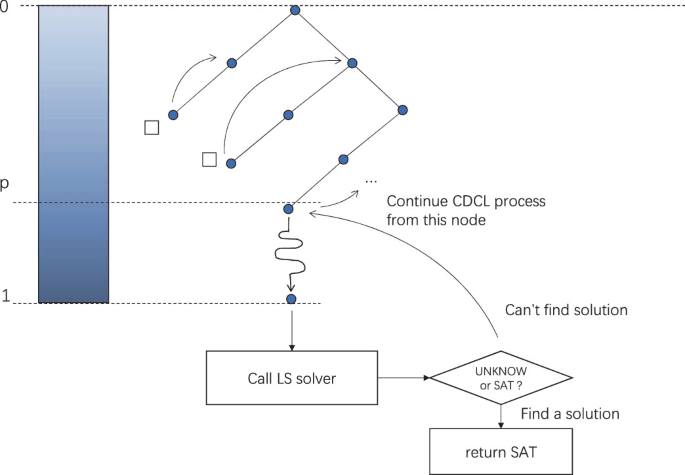 0
p
1
...
Continue CDCL process
from this node
Can't find solution
Call LS solver
UNKNOW
or SAT ?
Find a solution
return SAT